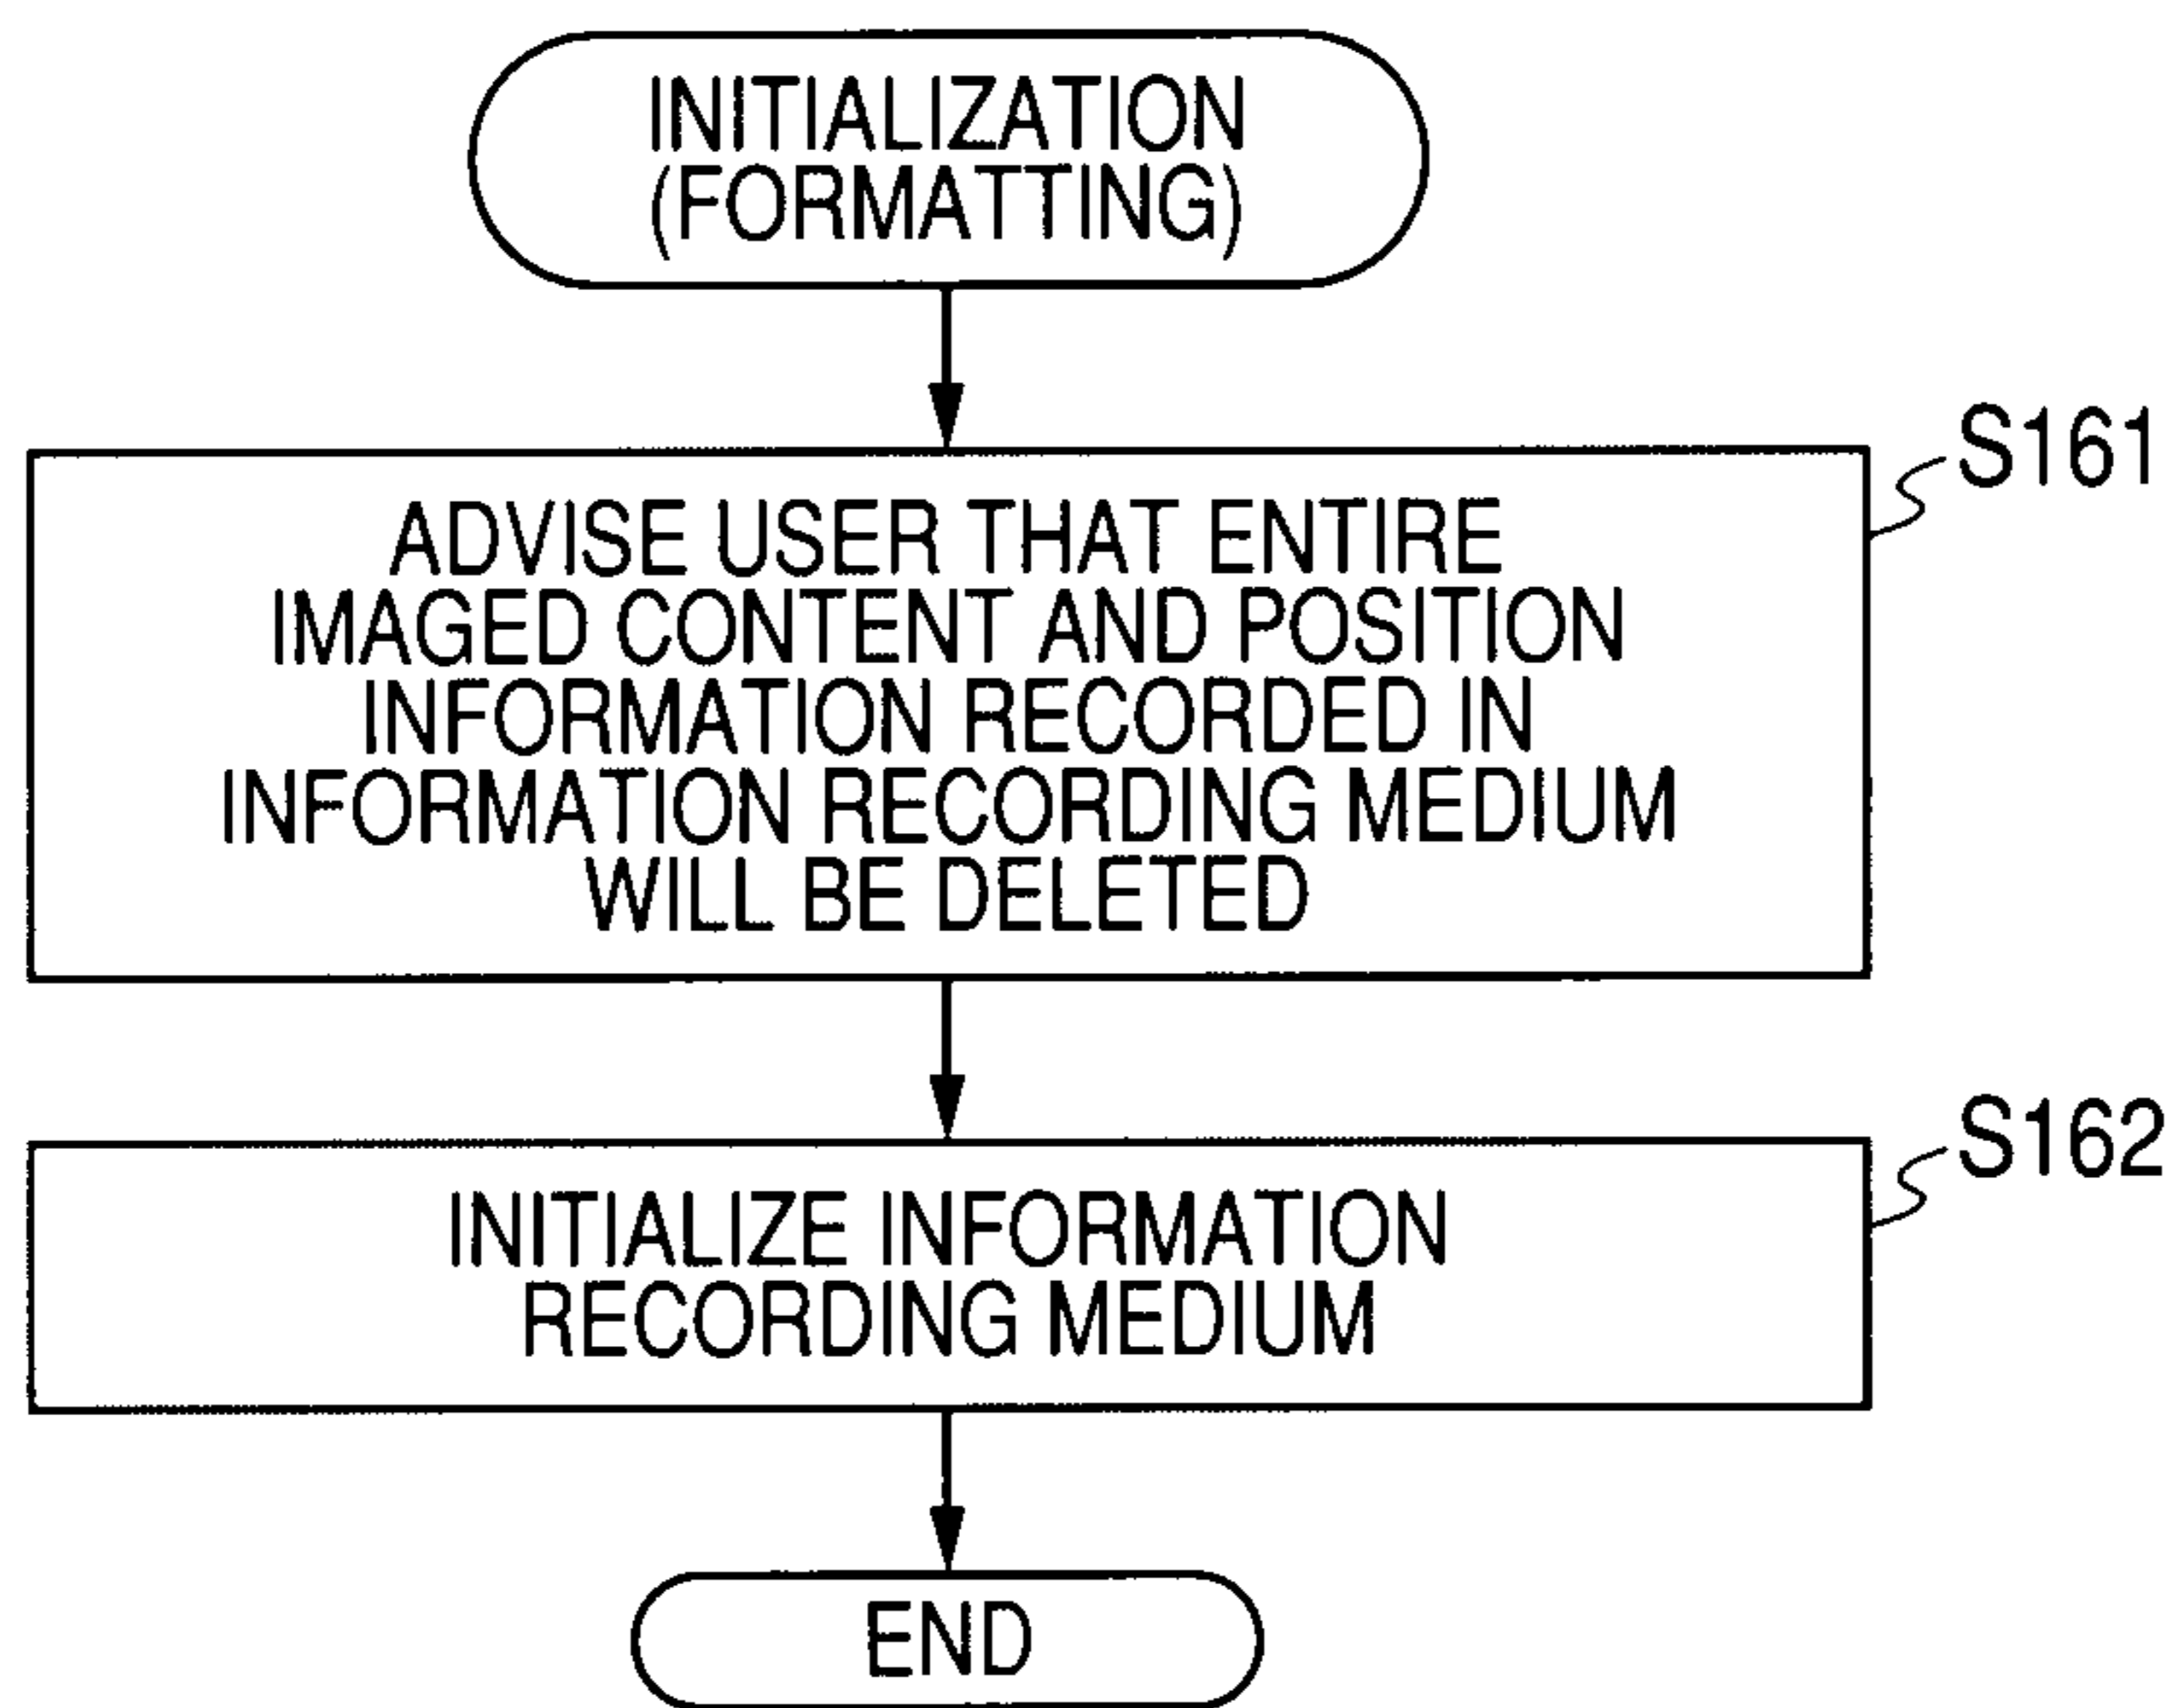 INITIALIZATION
(FORMATTING)
S161
ADVISE USER THAT ENTIRE
IMAGED CONTENT AND POSITION
INFORMATION RECORDED IN
INFORMATION RECORDING MEDIUM
WILL BE DELETED
S162
INITIALIZE INFORMATION
RECORDING MEDIUM
END